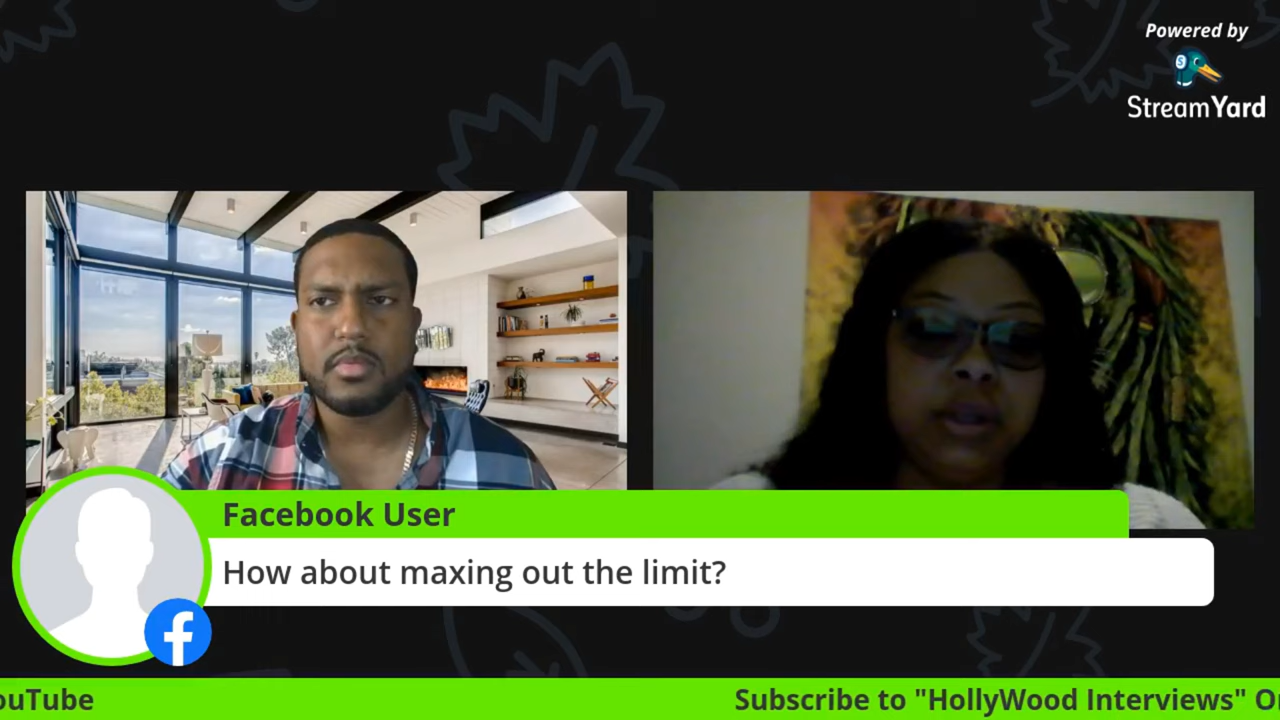 Powered by
StreamYard
Facebook User
How about maxing out the limit?
ouTube
Subscribe to "HollyWood Interviews" O